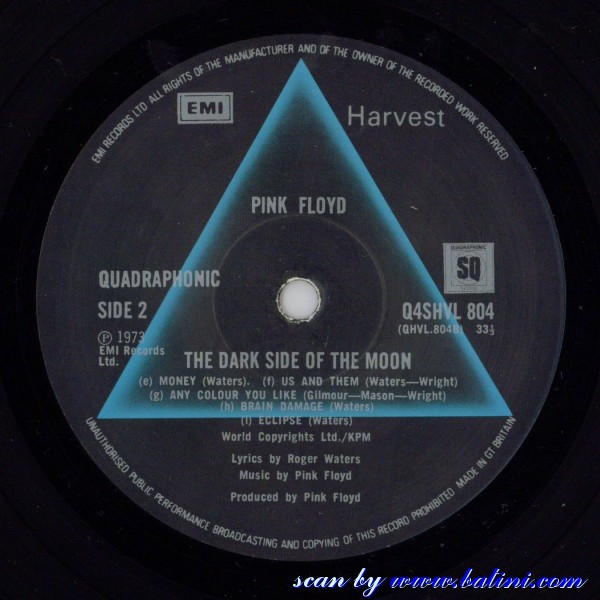 EMI RECORDS LTD ALL RIGHTS OF THE MANUFACTURER AND OF THE OWNER OF THE RECORDED WORK RESERVED
EMI
Harvest
PINK FLOYD
QUADRAPHONIC
SQ
QUADRAPHONIC
SIDE 2
Q4SHVL 804
(QHVL.804B) 33⅓
Ⓟ 1973
EMI Records
Ltd.
THE DARK SIDE OF THE MOON
(e) MONEY (Waters). (f) US AND THEM (Waters—Wright)
(g) ANY COLOUR YOU LIKE (Gilmour—Mason—Wright)
(h) BRAIN DAMAGE (Waters)
(i) ECLIPSE (Waters)
World Copyrights Ltd./KPM
Lyrics by Roger Waters
Music by Pink Floyd
Produced by Pink Floyd
UNAUTHORISED PUBLIC PERFORMANCE BROADCASTING AND COPYING OF THIS RECORD PROHIBITED MADE IN GT BRITAIN
scan by www.batini.com